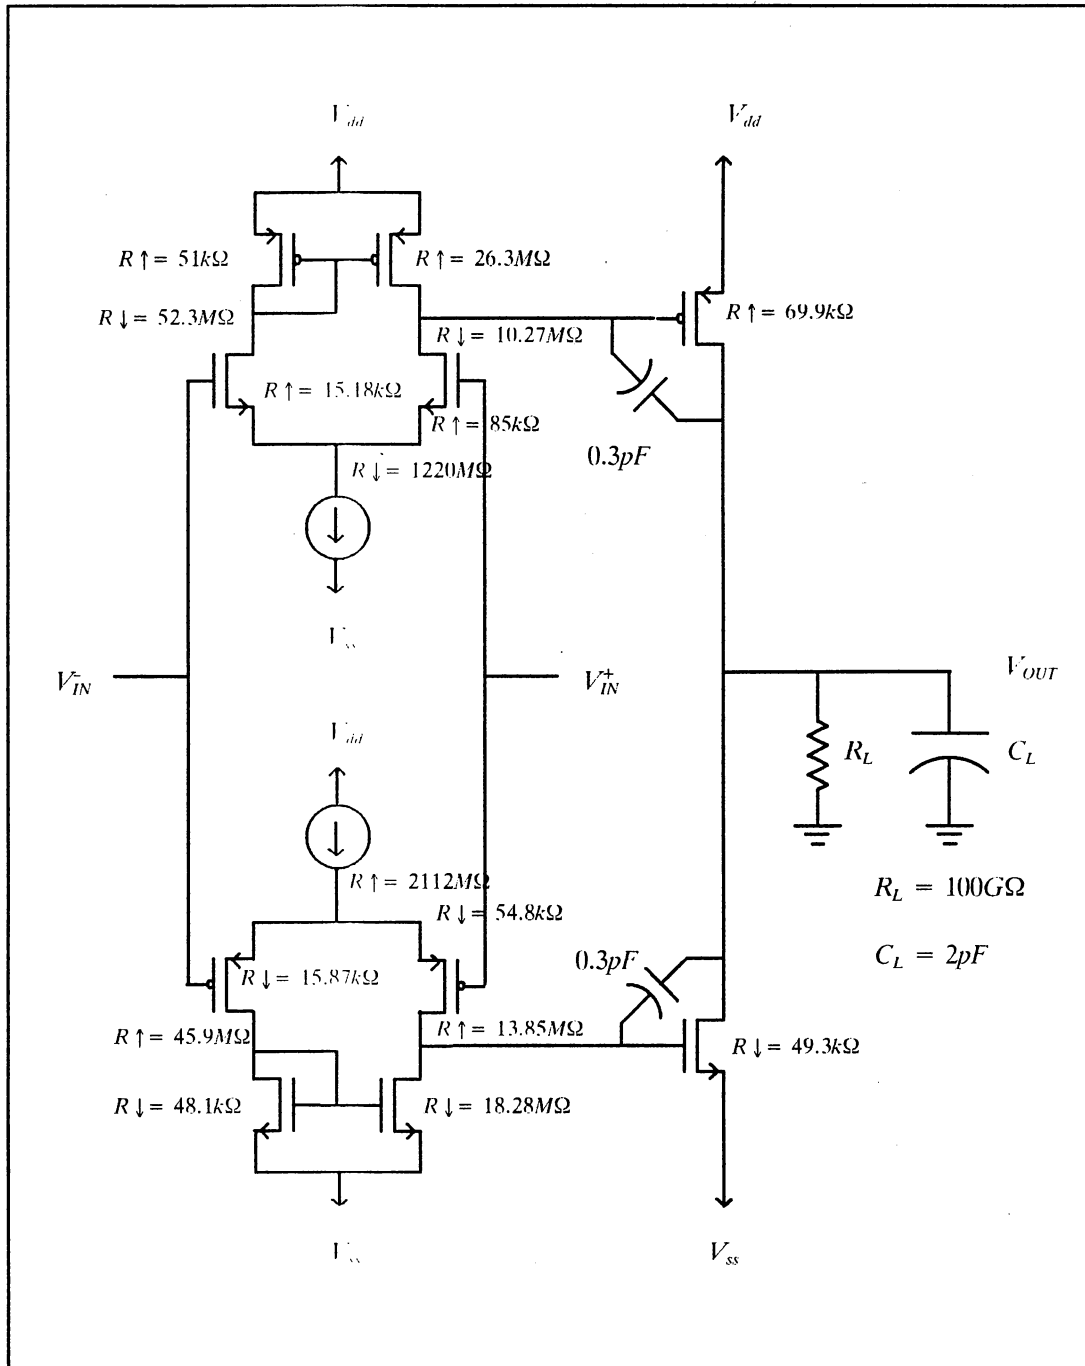 V_dd
V_dd
R ↑ = 51kΩ
R ↑ = 26.3MΩ
R ↑ = 69.9kΩ
R ↓ = 52.3MΩ
R ↓ = 10.27MΩ
R ↑ = 15.18kΩ
R ↑ = 85kΩ
0.3pF
R ↓ = 1220MΩ
V_IN^-
V_IN^+
V_OUT
V_dd
R_L
C_L
R ↑ = 2112MΩ
R_L = 100GΩ
R ↓ = 54.8kΩ
C_L = 2pF
0.3pF
R ↓ = 15.87kΩ
R ↑ = 45.9MΩ
R ↑ = 13.85MΩ
R ↓ = 49.3kΩ
R ↓ = 48.1kΩ
R ↓ = 18.28MΩ
V_ss